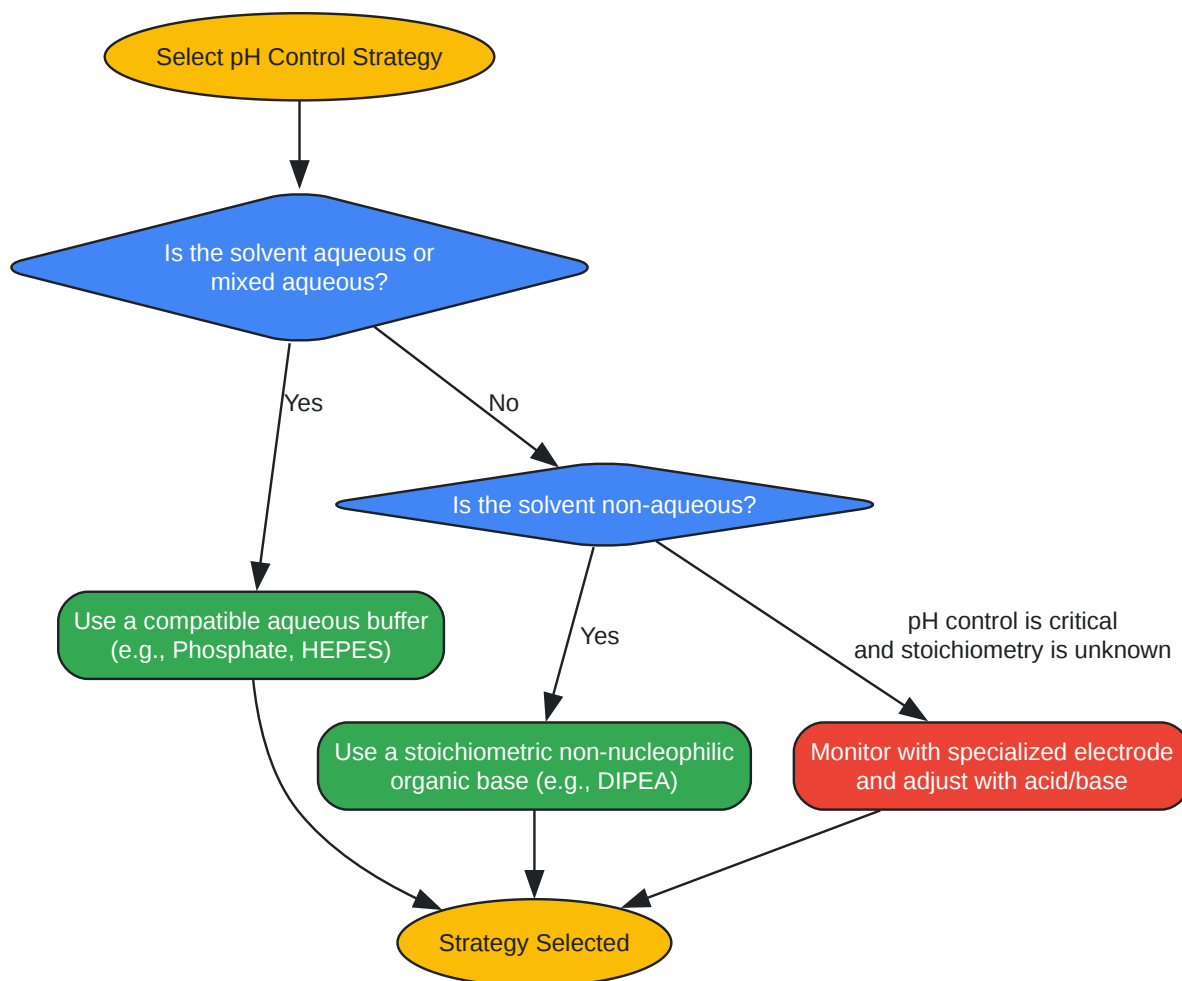 Select pH Control Strategy
Is the solvent aqueous or
mixed aqueous?
Yes
No
Is the solvent non-aqueous?
Use a compatible aqueous buffer
(e.g., Phosphate, HEPES)
Yes
pH control is critical
and stoichiometry is unknown
Use a stoichiometric non-nucleophilic
organic base (e.g., DIPEA)
Monitor with specialized electrode
and adjust with acid/base
Strategy Selected